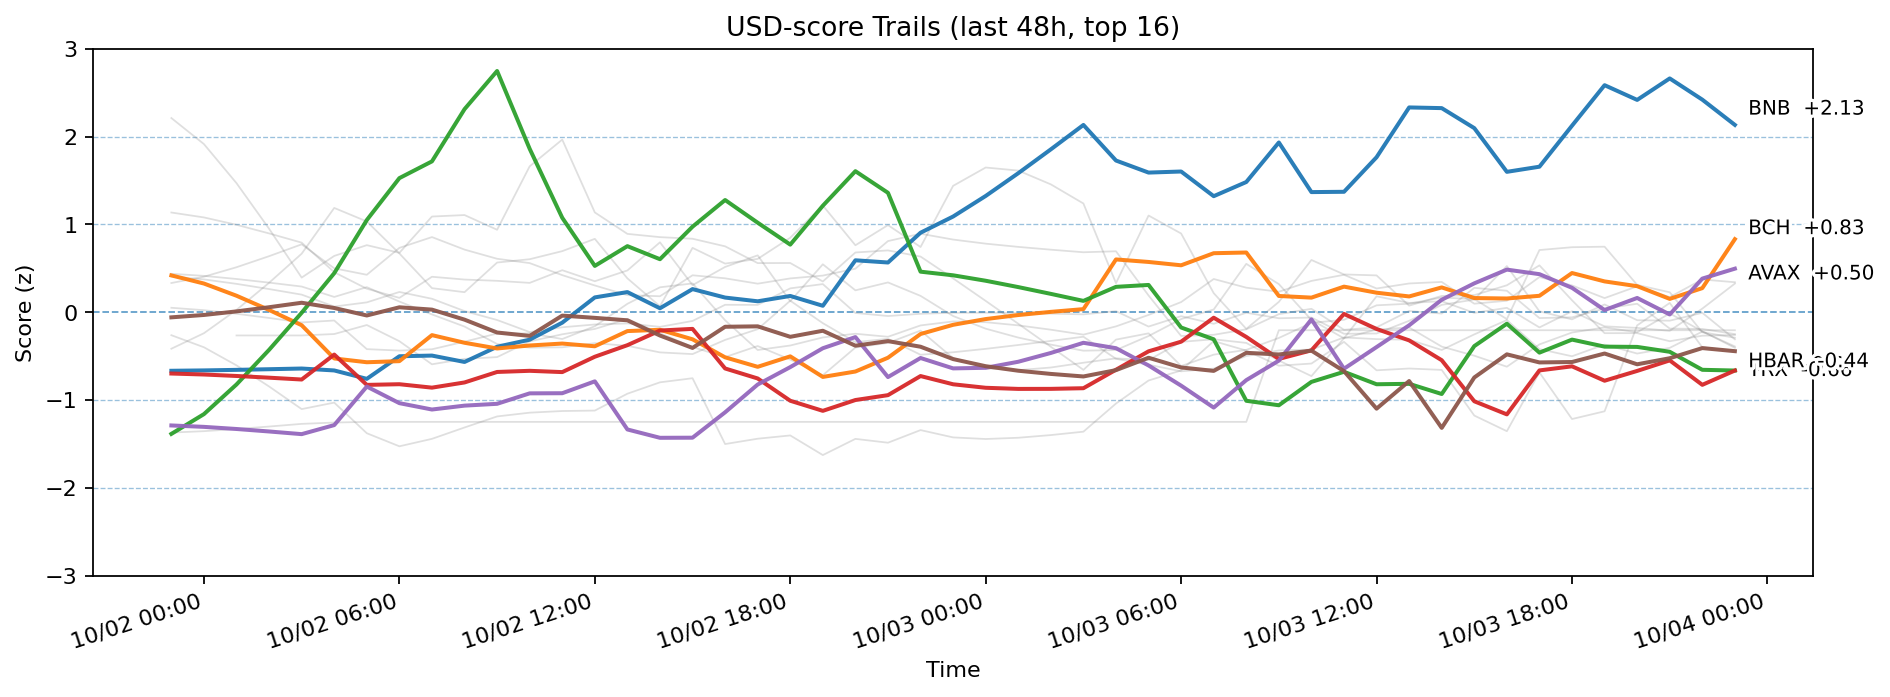 USD-score Trails (last 48h, top 16)
Score (z)
3
2
1
0
−1
−2
−3
BNB +2.13
BCH +0.83
AVAX +0.50
HBAR −0.44
10/02 00:00
10/02 06:00
10/02 12:00
10/02 18:00
10/03 00:00
10/03 06:00
10/03 12:00
10/03 18:00
10/04 00:00
Time